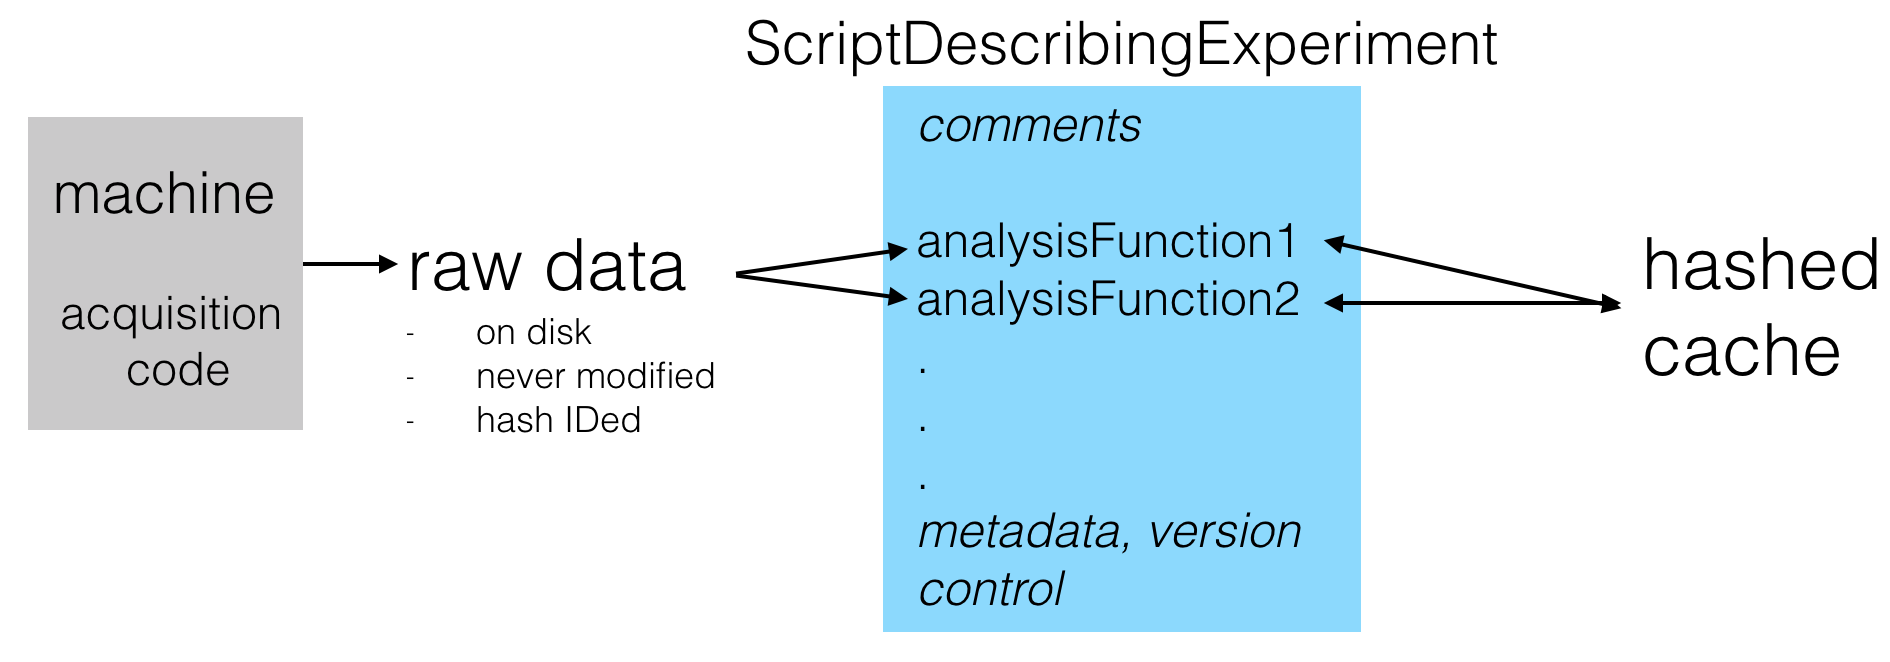 ScriptDescribingExperiment
machine
acquisition
code
raw data
- on disk
- never modified
- hash IDed
comments
analysisFunction1
analysisFunction2
.
.
.
metadata, version
control
hashed
cache